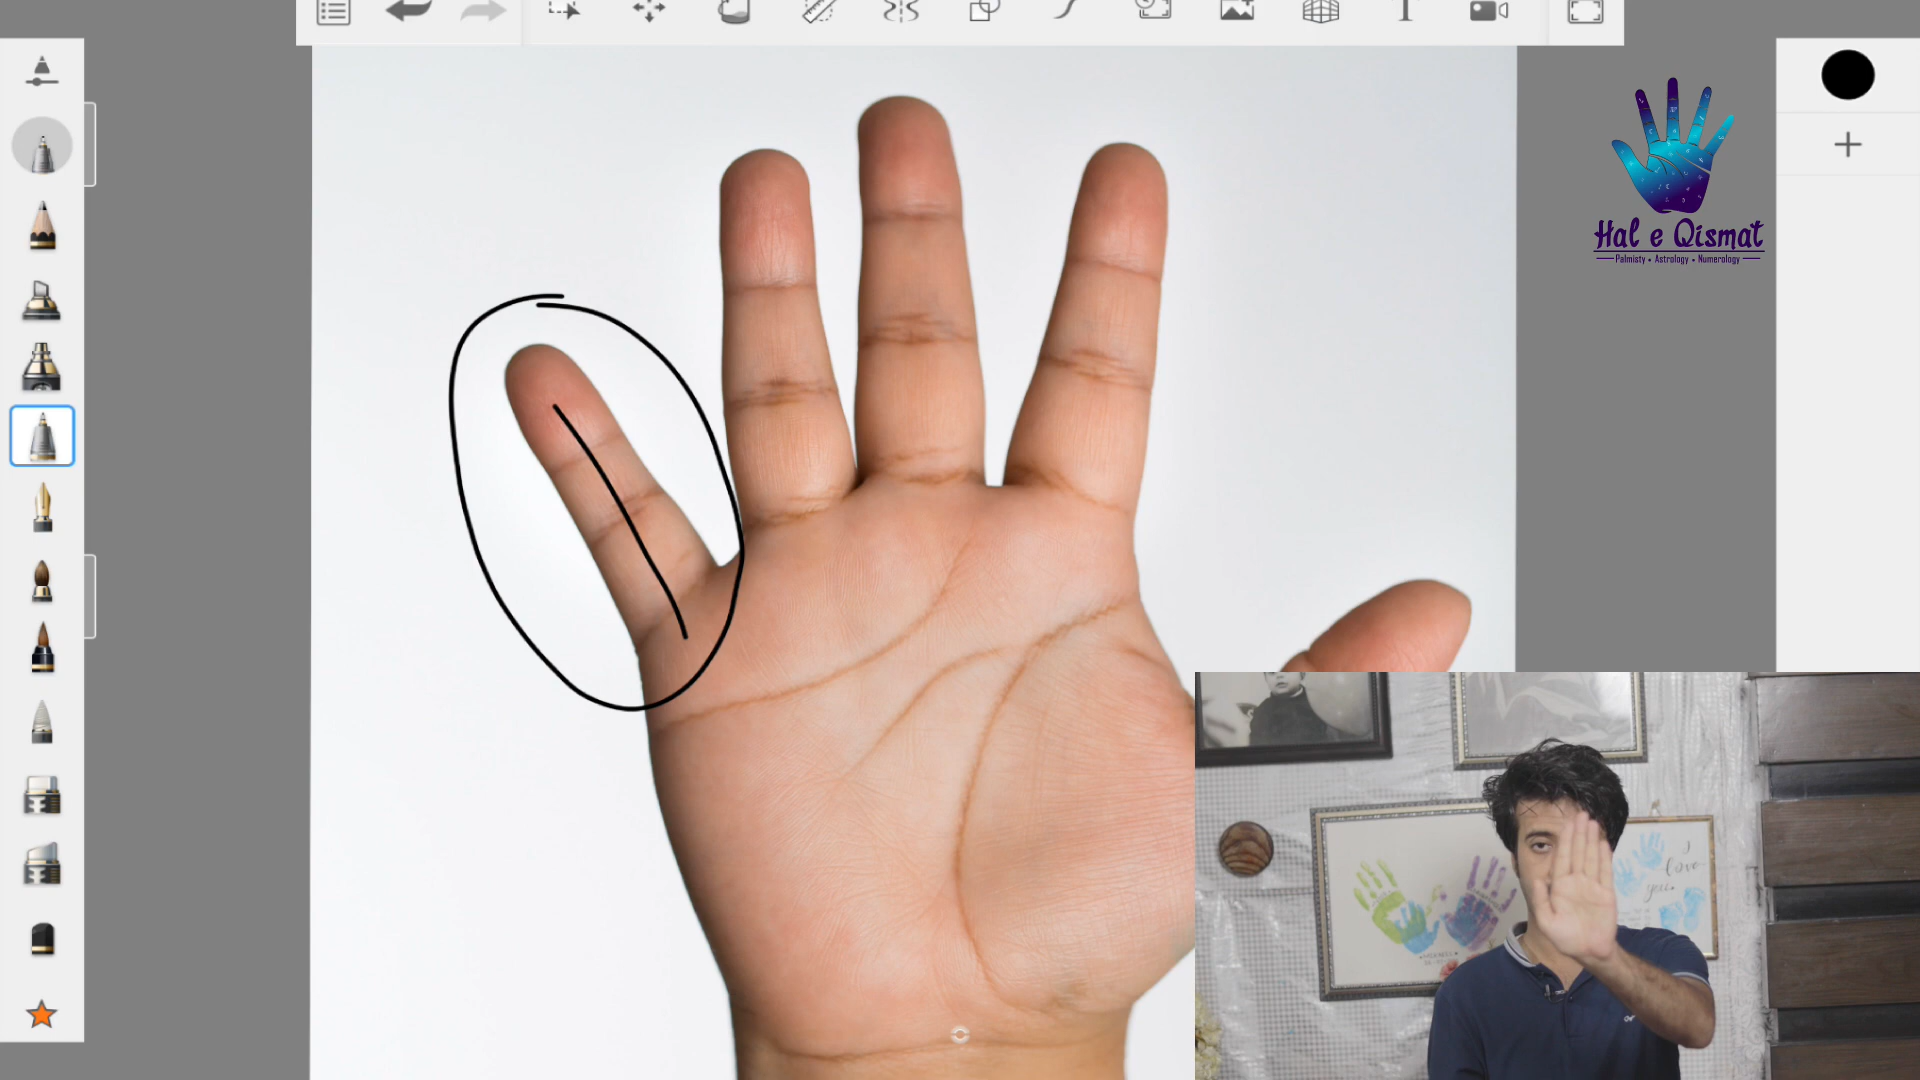 Hal e Qismat
Palmisty • Astrology • Numerology
I
love
you.